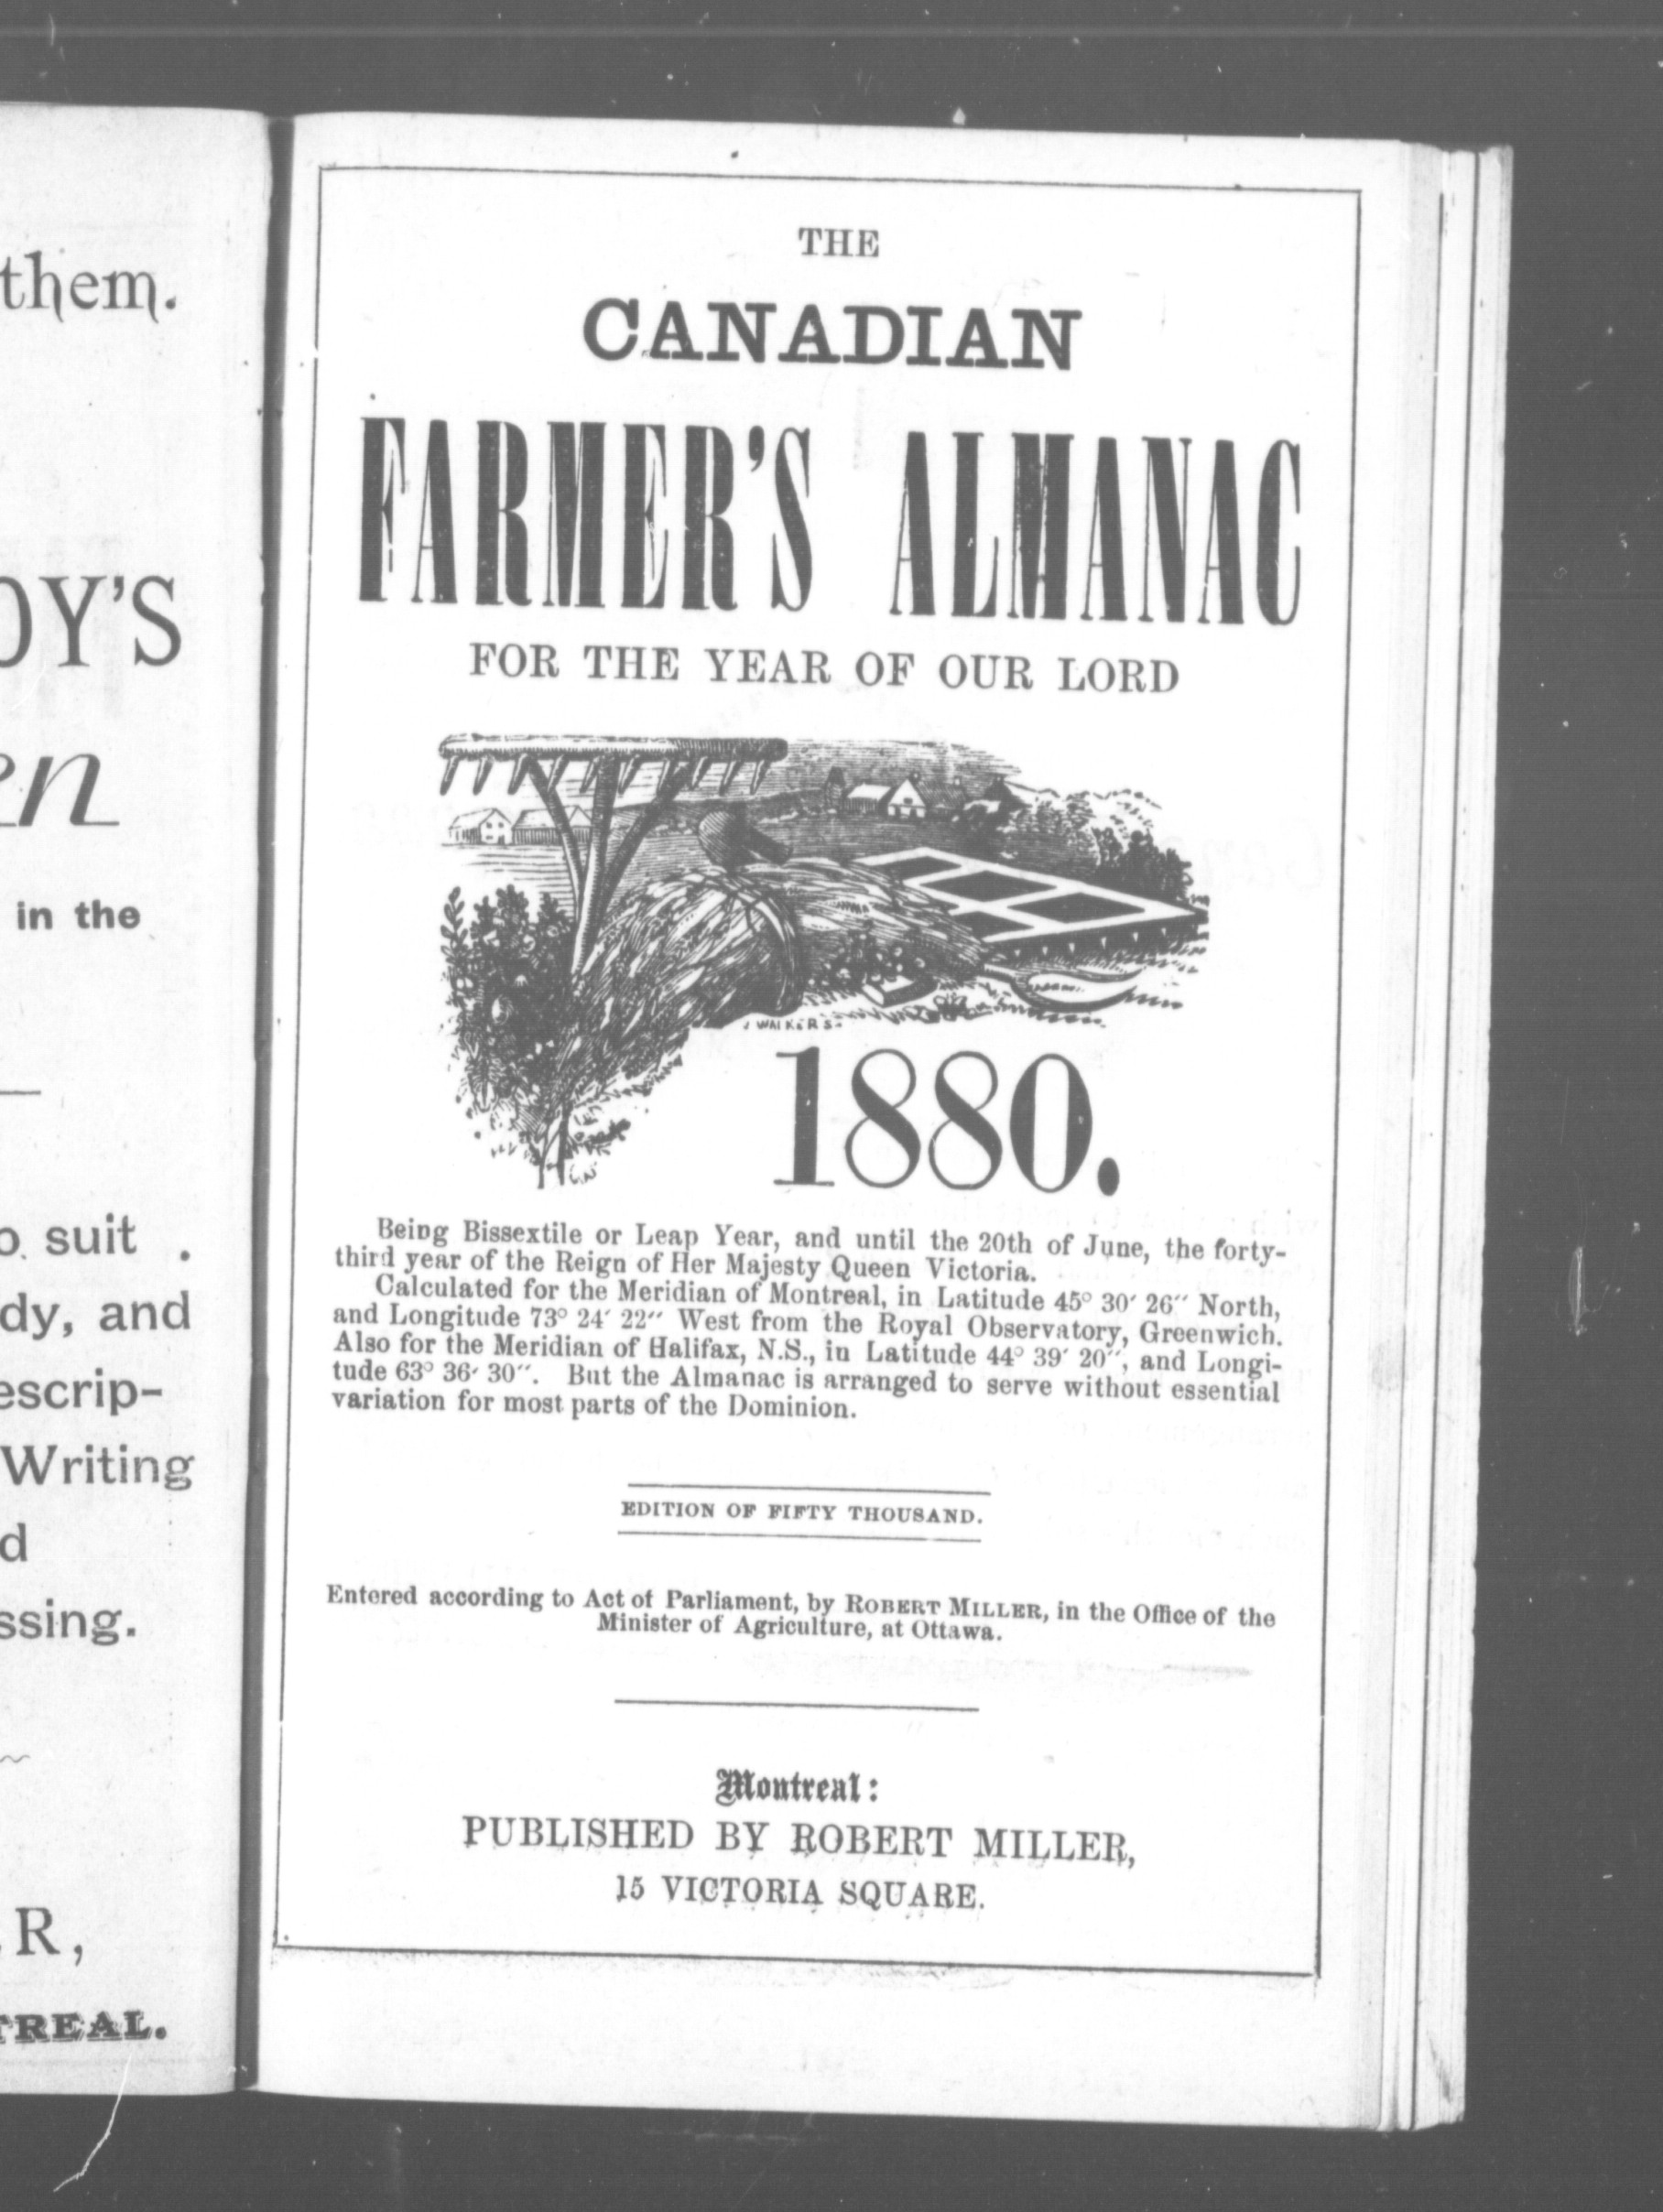 them.
OY'S
en
in the
suit
dy, and
escrip-
Writing
d
ssing.
R,
TREAL.
THE
CANADIAN
FARMER'S ALMANAC
FOR THE YEAR OF OUR LORD
WALKERS
1880.
Being Bissextile or Leap Year, and until the 20th of June, the forty-
third year of the Reign of Her Majesty Queen Victoria.
Calculated for the Meridian of Montreal, in Latitude 45° 30′ 26″ North,
and Longitude 73° 24′ 22″ West from the Royal Observatory, Greenwich.
Also for the Meridian of Halifax, N.S., in Latitude 44° 39′ 20″, and Longi-
tude 63° 36′ 30″. But the Almanac is arranged to serve without essential
variation for most parts of the Dominion.
EDITION OF FIFTY THOUSAND.
Entered according to Act of Parliament, by ROBERT MILLER, in the Office of the
Minister of Agriculture, at Ottawa.
Montreal:
PUBLISHED BY ROBERT MILLER,
15 VICTORIA SQUARE.